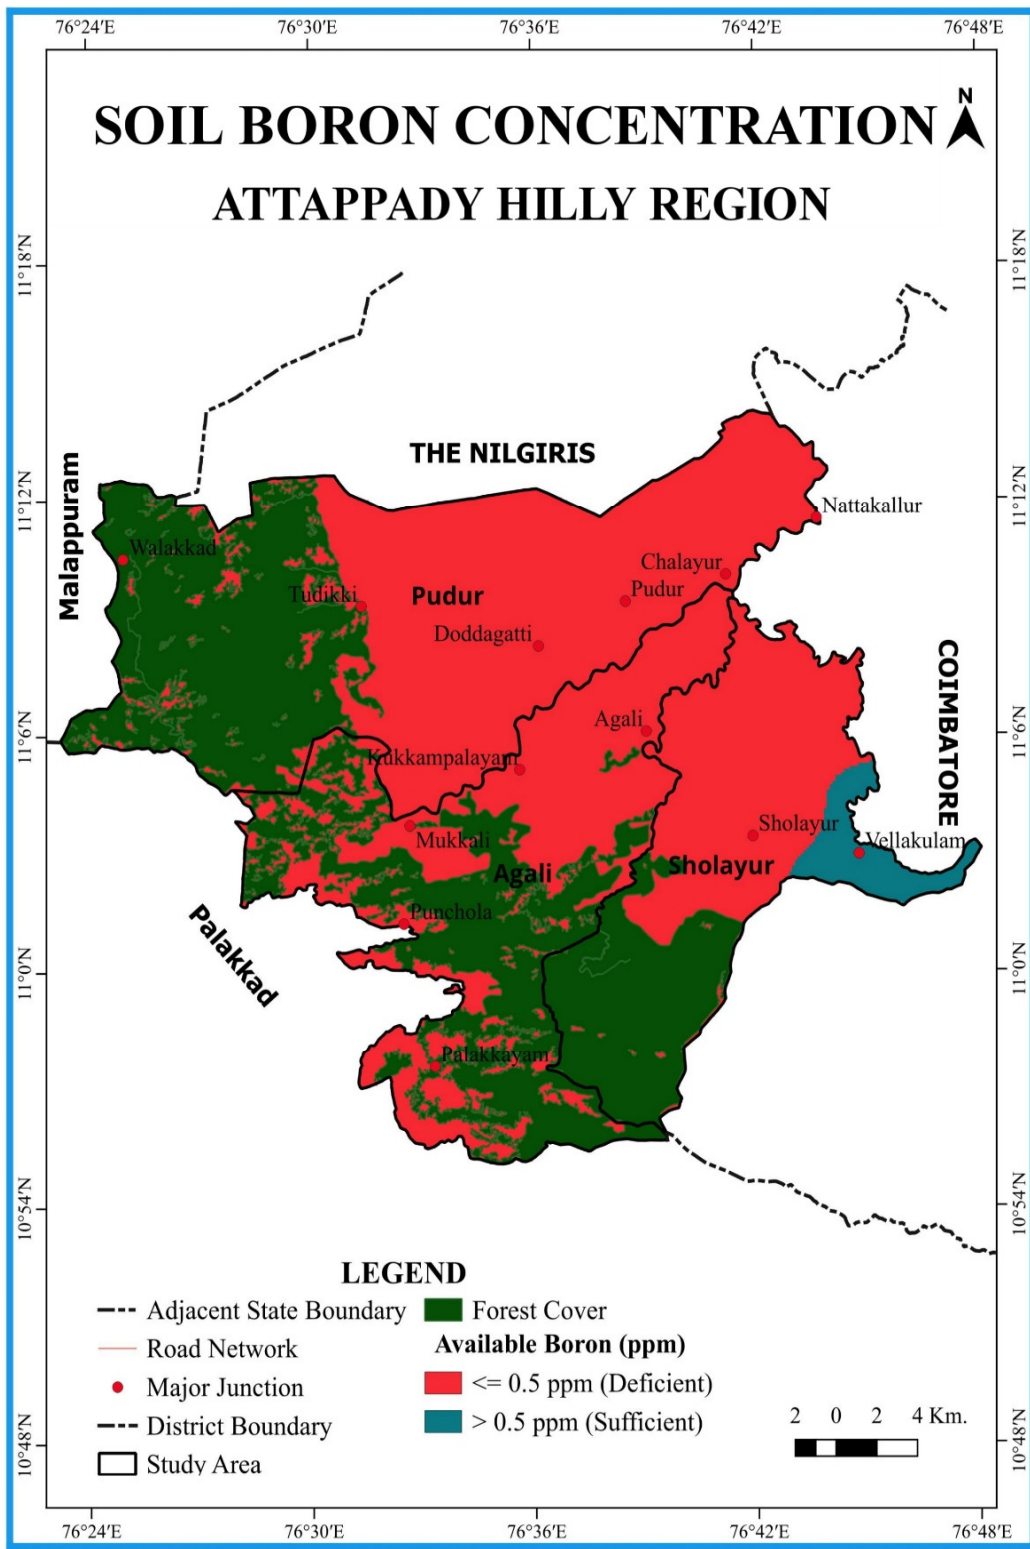 76°24′E 76°30′E 76°36′E 76°42′E 76°48′E
SOIL BORON CONCENTRATION
N
ATTAPPADY HILLY REGION
11°18′N
11°18′N
THE NILGIRIS
Malappuram
11°12′N
11°12′N
Nattakallur
Walakkad
Chalayur
Tudikki
Pudur
Pudur
Doddagatti
COIMBATORE
Agali
11°6′N
11°6′N
Kukkampalayam
Mukkali
Sholayur
Vellakulam
Agali
Sholayur
Punchola
Palakkad
11°0′N
11°0′N
Palakkayam
10°54′N
10°54′N
LEGEND
Adjacent State Boundary
Road Network
Major Junction
District Boundary
Study Area
Forest Cover
Available Boron (ppm)
<= 0.5 ppm (Deficient)
> 0.5 ppm (Sufficient)
2 0 2 4 Km.
10°48′N
10°48′N
76°24′E 76°30′E 76°36′E 76°42′E 76°48′E